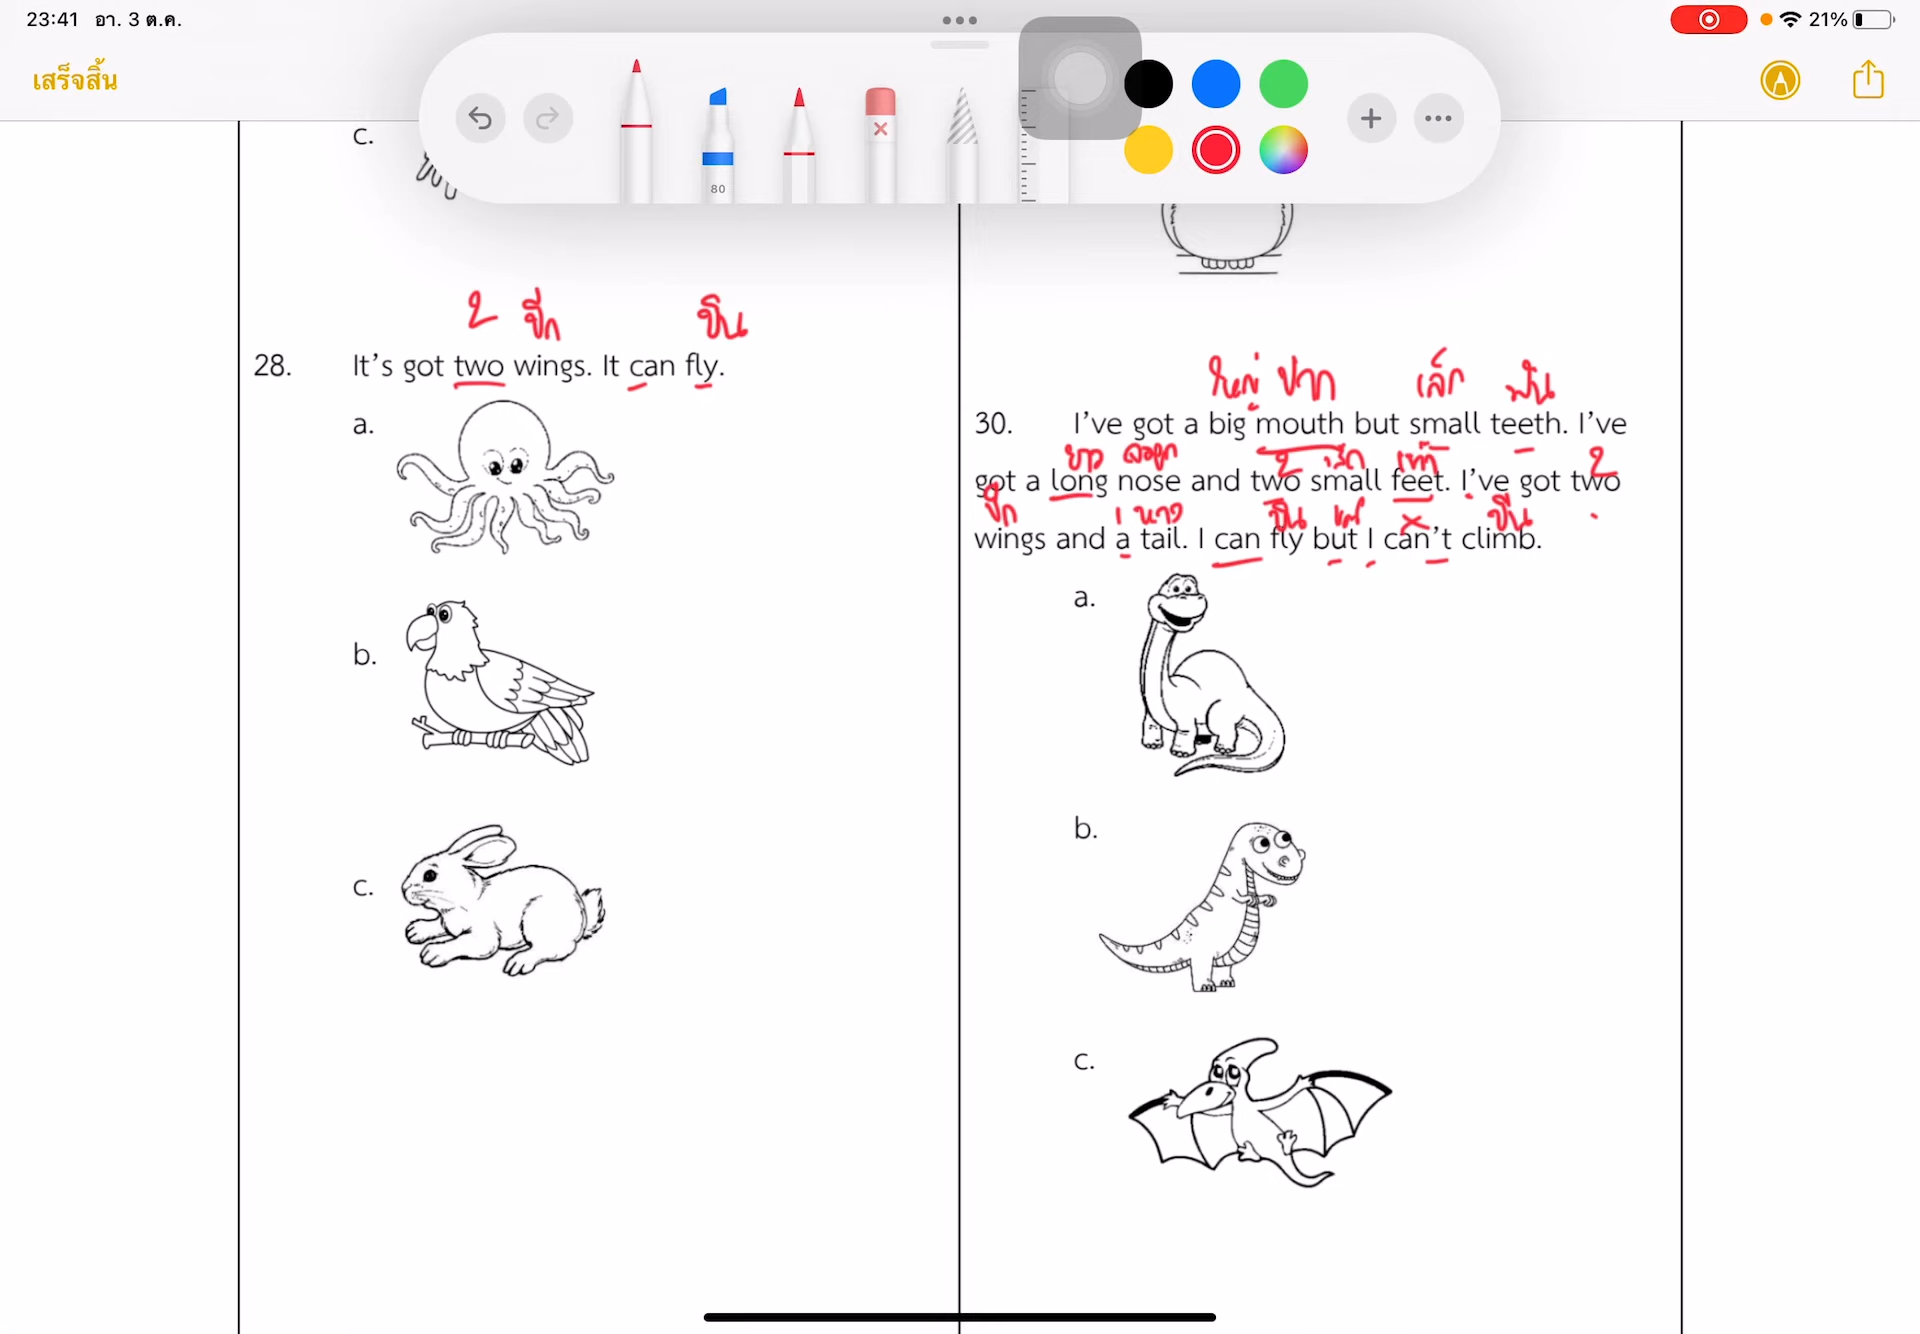 23:41 อา. 3 ต.ค.
21%
เสร็จสิ้น
80
c.
2 ปีก บิน
28. It's got two wings. It can fly.
a.
b.
c.
ใหญ่ ปาก เล็ก ฟัน
30. I've got a big mouth but small teeth. I've
ยาว จมูก 2 เล็ก เท้า 2
got a long nose and two small feet. I've got two
ปีก 1 หาง บิน แต่ × ปีน
wings and a tail. I can fly but I can't climb.
a.
b.
c.